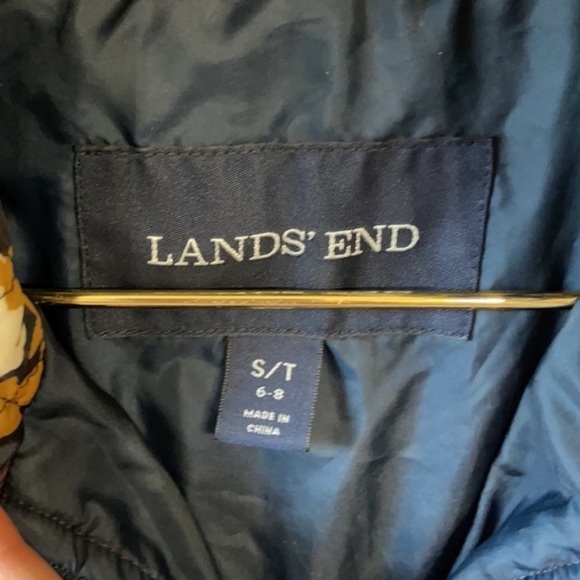 LANDS' END
S/T
6-8
MADE IN
CHINA